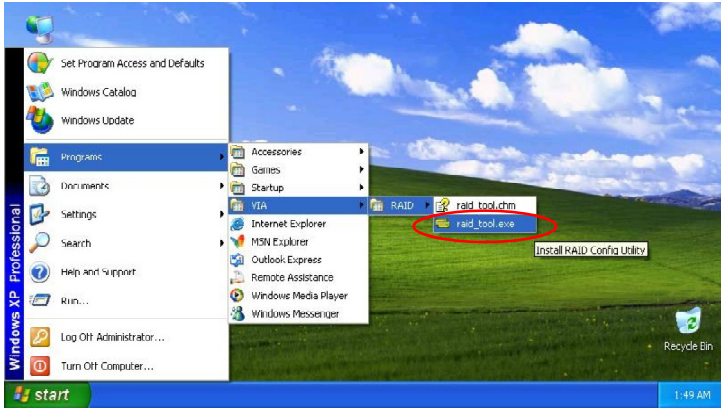 Set Program Access and Defaults
Windows Catalog
Windows Update
Programs
Documents
Settings
Search
Help and Support
Run...
Log Off Administrator...
Turn Off Computer...
Windows XP Professional
Accessories
Games
Startup
VIA
Internet Explorer
MSN Explorer
Outlook Express
Remote Assistance
Windows Media Player
Windows Messenger
RAID
raid_tool.chm
raid_tool.exe
Install RAID Config Utility
Recycle Bin
start
1:49 AM